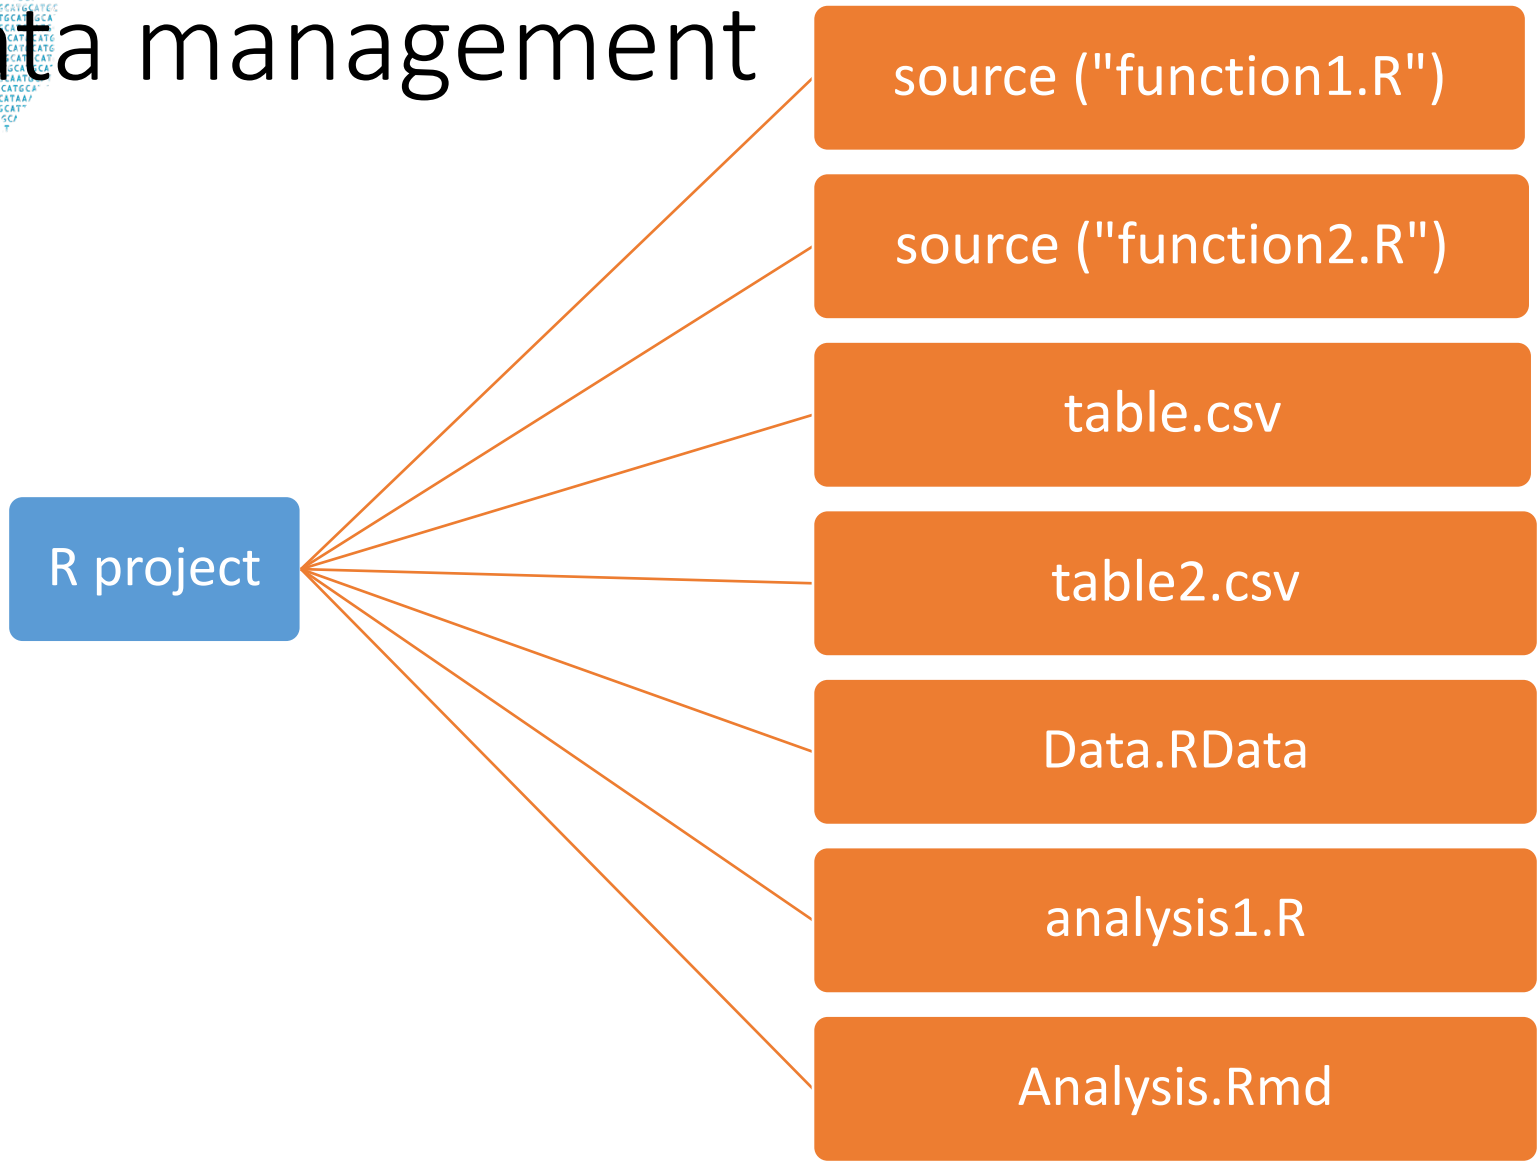 ta management
source ("function1.R")
source ("function2.R")
table.csv
table2.csv
R project
Data.RData
analysis1.R
Analysis.Rmd